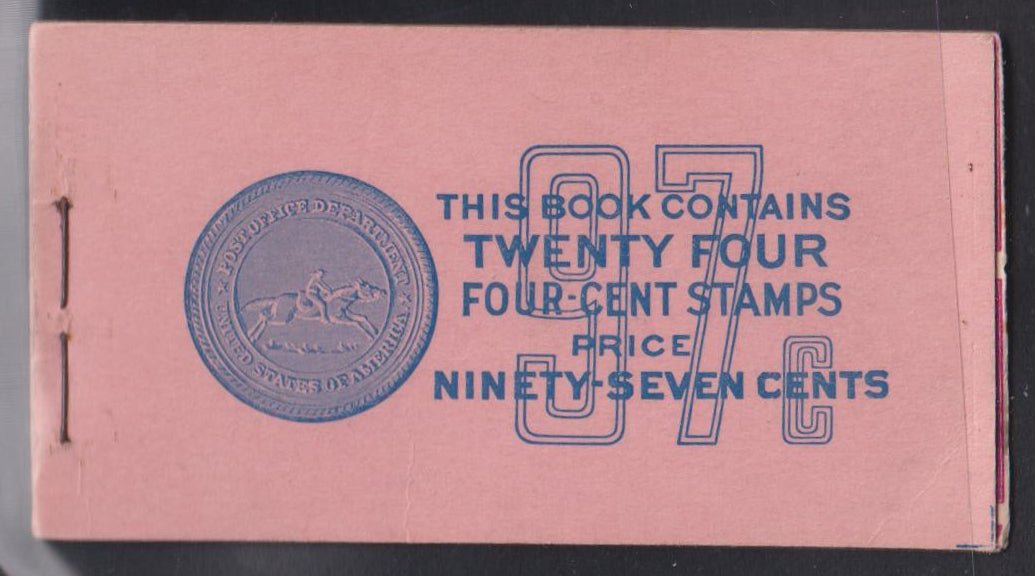 POST OFFICE DEPARTMENT
UNITED STATES OF AMERICA
97c
THIS BOOK CONTAINS
TWENTY FOUR
FOUR-CENT STAMPS
PRICE
NINETY-SEVEN CENTS